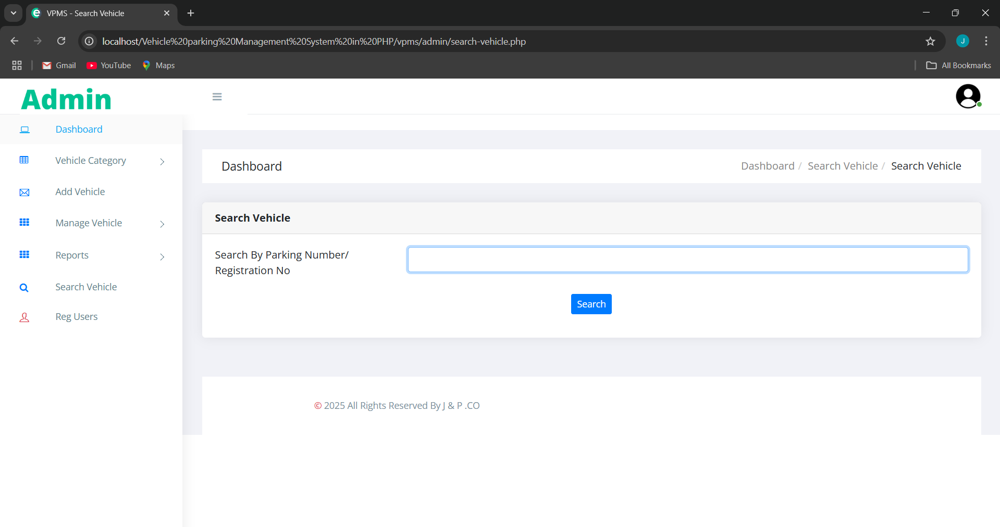 VPMS - Search Vehicle
localhost/Vehicle%20parking%20Management%20System%20in%20PHP/vpms/admin/search-vehicle.php
J
Gmail
YouTube
Maps
All Bookmarks
Admin
Dashboard
Vehicle Category
Add Vehicle
Manage Vehicle
Reports
Search Vehicle
Reg Users
Dashboard
Dashboard / Search Vehicle / Search Vehicle
Search Vehicle
Search By Parking Number/
Registration No
Search
© 2025 All Rights Reserved By J & P .CO